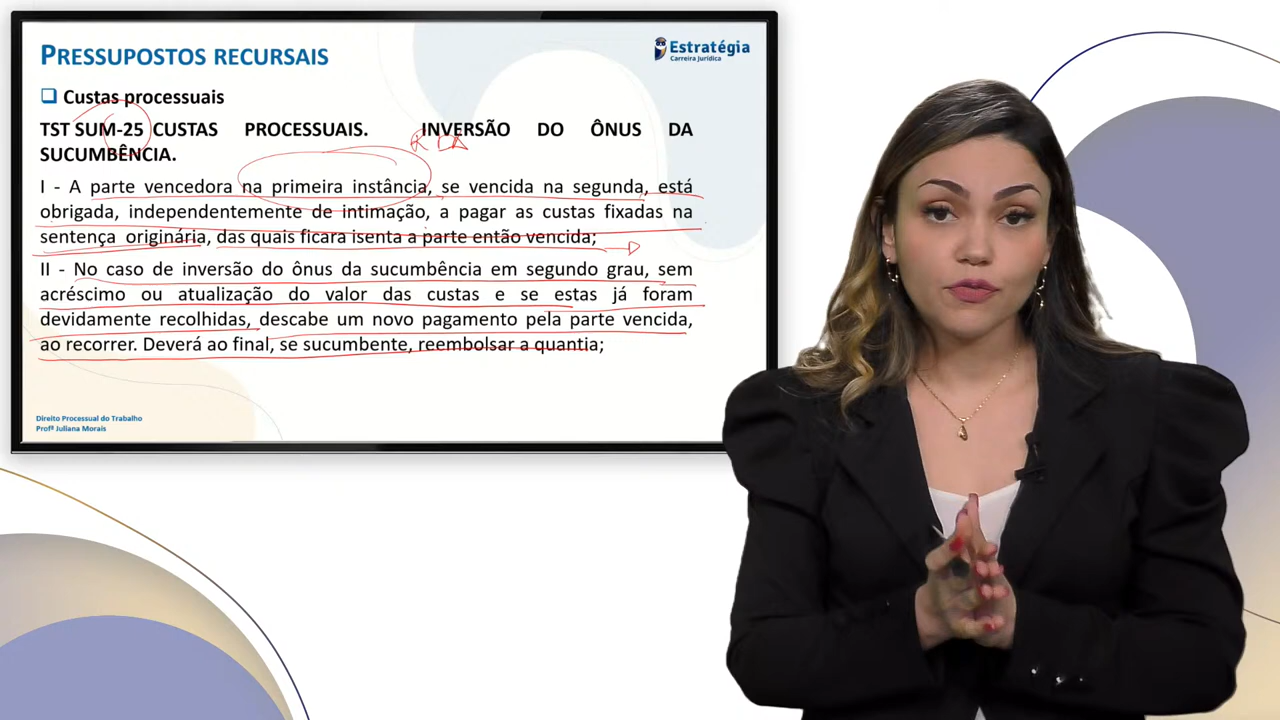 PRESSUPOSTOS RECURSAIS
Estratégia
Carreira Jurídica
Custas processuais
TST SUM-25 CUSTAS PROCESSUAIS. INVERSÃO DO ÔNUS DA
SUCUMBÊNCIA.
I - A parte vencedora na primeira instância, se vencida na segunda, está
obrigada, independentemente de intimação, a pagar as custas fixadas na
sentença originária, das quais ficara isenta a parte então vencida;
II - No caso de inversão do ônus da sucumbência em segundo grau, sem
acréscimo ou atualização do valor das custas e se estas já foram
devidamente recolhidas, descabe um novo pagamento pela parte vencida,
ao recorrer. Deverá ao final, se sucumbente, reembolsar a quantia;
Direito Processual do Trabalho
Profª Juliana Morais